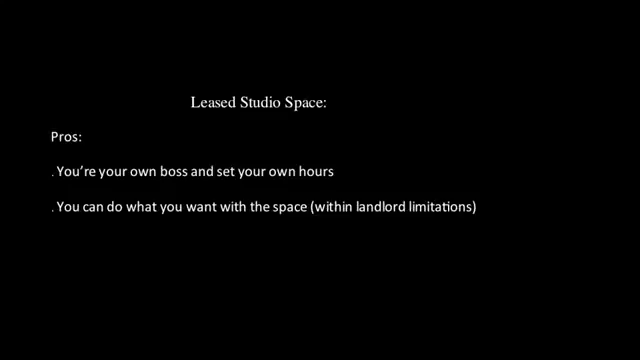 Leased Studio Space:
Pros:
. You’re your own boss and set your own hours
. You can do what you want with the space (within landlord limitations)